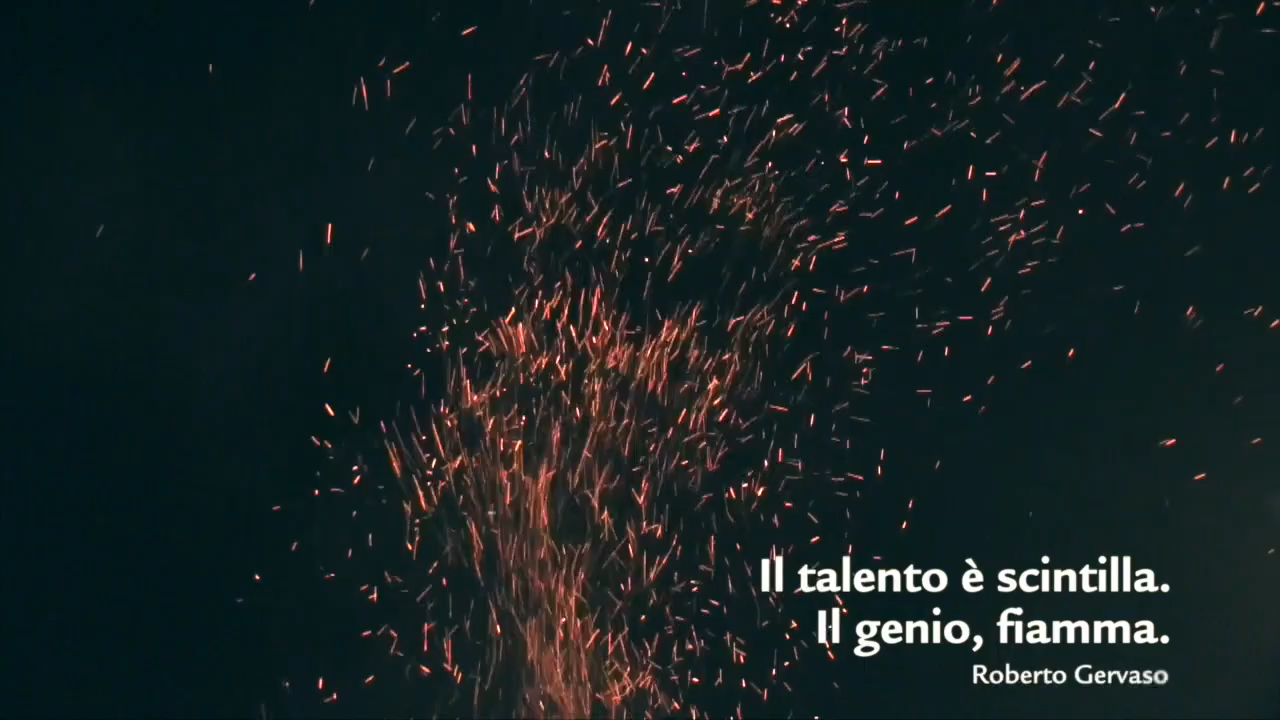 Il talento è scintilla.
Il genio, fiamma.
Roberto Gervaso